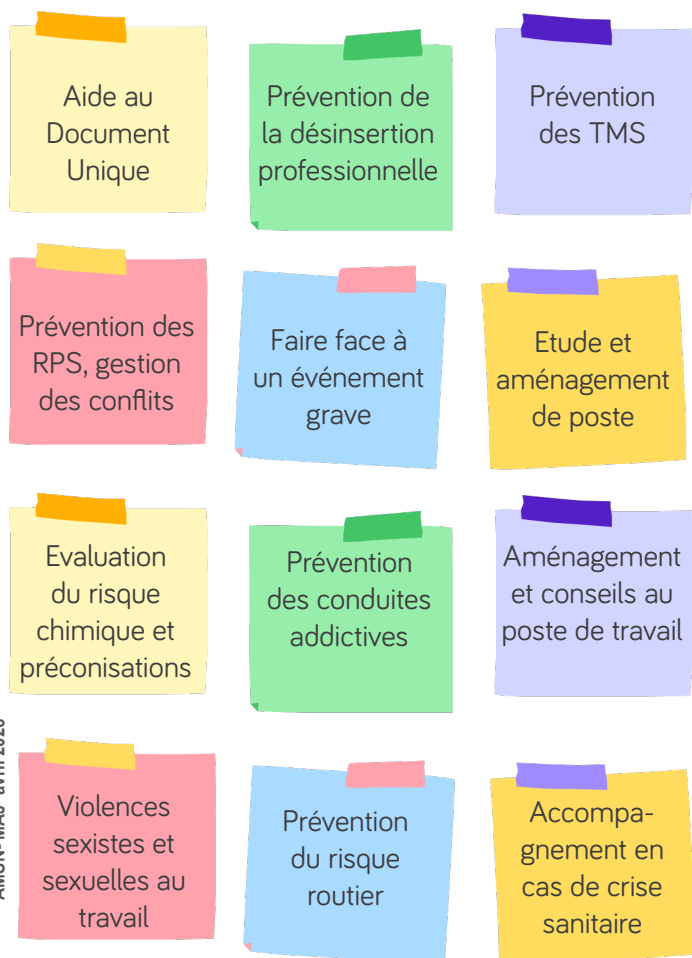 Aide au
Document
Unique
Prévention de
la désinsertion
professionnelle
Prévention
des TMS
Prévention des
RPS, gestion
des conflits
Faire face à
un événement
grave
Etude et
aménagement
de poste
Evaluation
du risque
chimique et
préconisations
Prévention
des conduites
addictives
Aménagement
et conseils au
poste de travail
Violences
sexistes et
sexuelles au
travail
Prévention
du risque
routier
Accompa-
gnement en
cas de crise
sanitaire